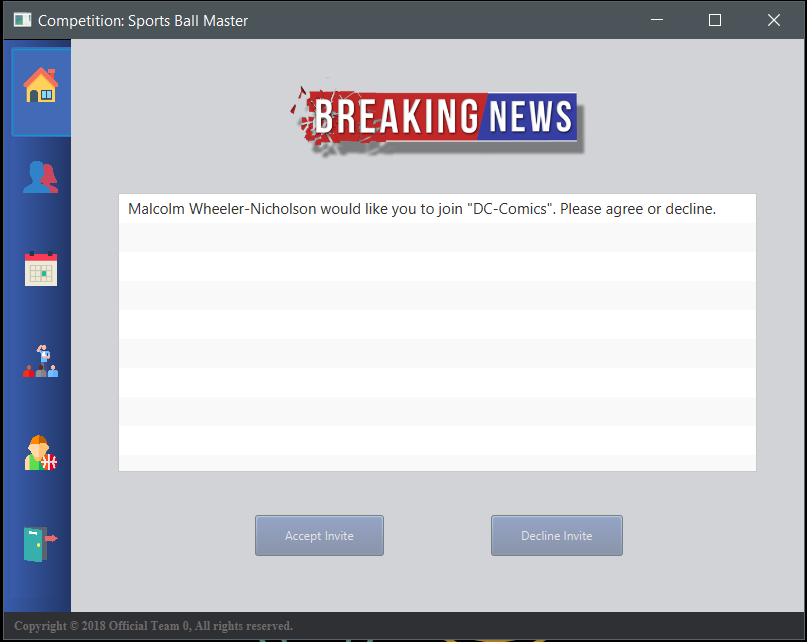 Competition: Sports Ball Master
BREAKING NEWS
Malcolm Wheeler-Nicholson would like you to join "DC-Comics". Please agree or decline.
Accept Invite
Decline Invite
Copyright © 2018 Official Team 0, All rights reserved.